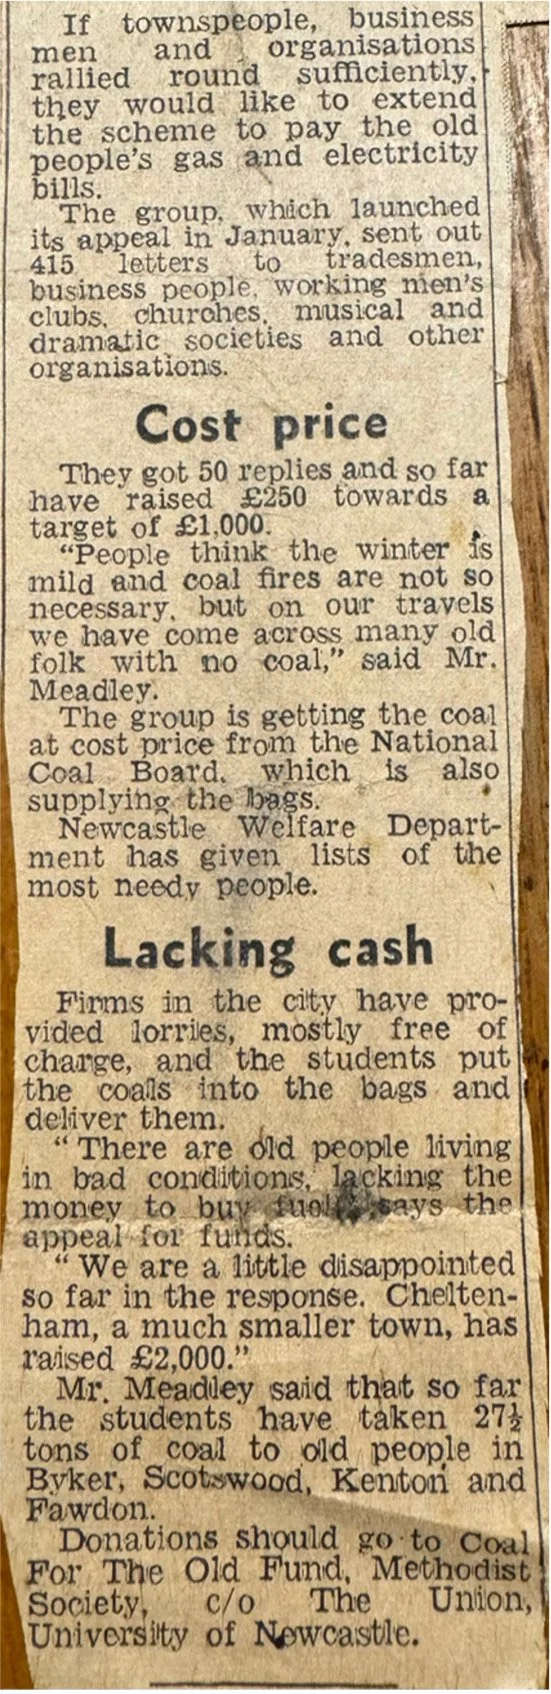 If townspeople, business
men and organisations
rallied round sufficiently,
they would like to extend
the scheme to pay the old
people's gas and electricity
bills.
The group, which launched
its appeal in January, sent out
415 letters to tradesmen,
business people, working men's
clubs, churches, musical and
dramatic societies and other
organisations.
Cost price
They got 50 replies and so far
have raised £250 towards a
target of £1,000.
"People think the winter is
mild and coal fires are not so
necessary, but on our travels
we have come across many old
folk with no coal," said Mr.
Meadley.
The group is getting the coal
at cost price from the National
Coal Board, which is also
supplying the bags.
Newcastle Welfare Depart-
ment has given lists of the
most needy people.
Lacking cash
Firms in the city have pro-
vided lorries, mostly free of
charge, and the students put
the coals into the bags and
deliver them.
"There are old people living
in bad conditions, lacking the
money to buy fuel" says the
appeal for funds.
"We are a little disappointed
so far in the response. Chelten-
ham, a much smaller town, has
raised £2,000."
Mr. Meadley said that so far
the students have taken 27½
tons of coal to old people in
Byker, Scotswood, Kenton and
Fawdon.
Donations should go to Coal
For The Old Fund, Methodist
Society, c/o The Union,
University of Newcastle.